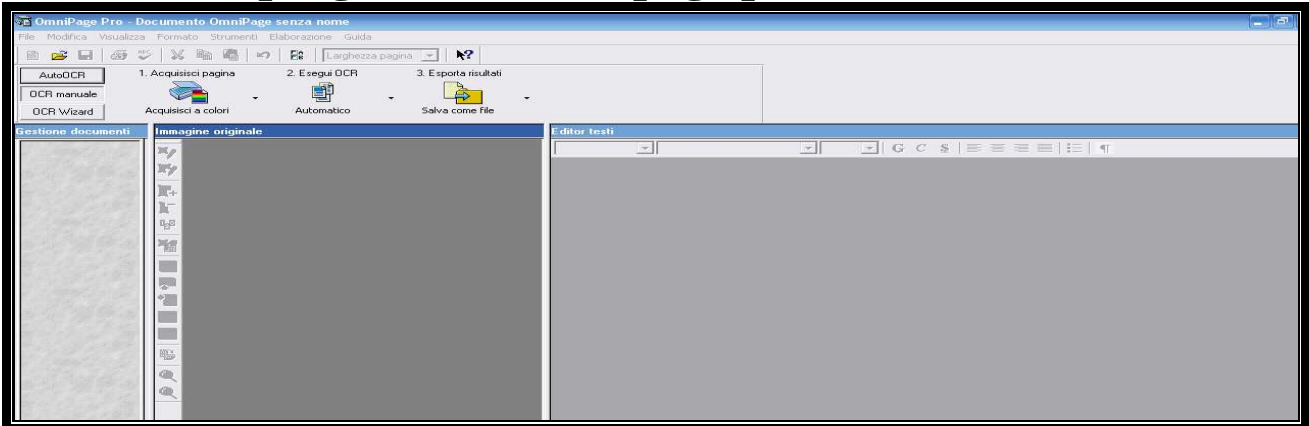 OmniPage Pro - Documento OmniPage senza nome
File Modifica Visualizza Formato Strumenti Elaborazione Guida
Larghezza pagina
AutoOCR 1. Acquisisci pagina 2. Esegui OCR 3. Esporta risultati
OCR manuale
OCR Wizard Acquisisci a colori Automatico Salva come File
Gestione documenti Immagine originale Editor testi
G C S